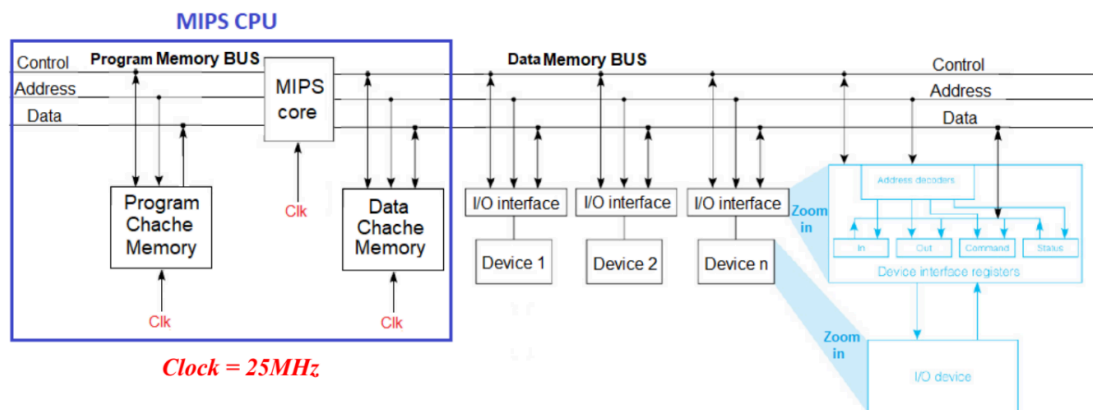 MIPS CPU
Control
Program Memory BUS
Data Memory BUS
Control
Address
MIPS
core
Address
Data
Data
Clk
Program
Chache
Memory
Data
Chache
Memory
I/O interface
I/O interface
I/O interface
Zoom
in
Address decoders
In
Out
Command
Status
Device interface registers
Device 1
Device 2
Device n
Clk
Clk
Zoom
in
Clock = 25MHz
I/O device